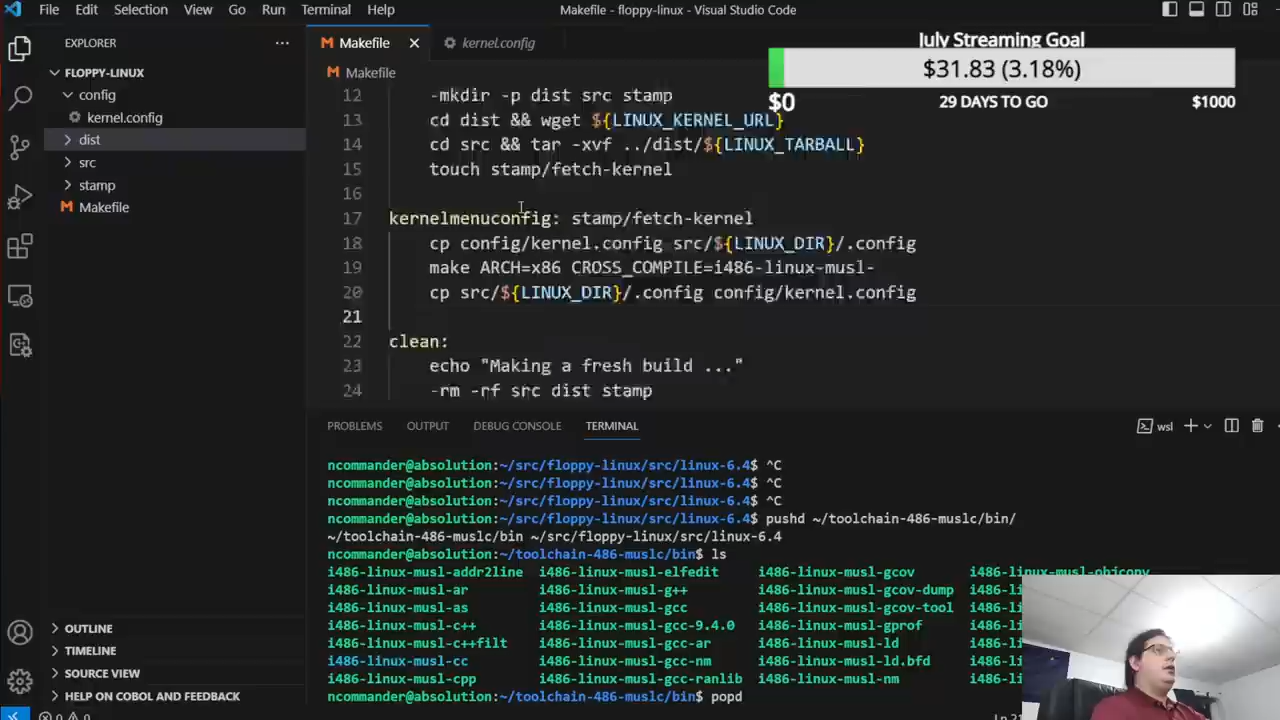 File Edit Selection View Go Run Terminal Help
Makefile - floppy-linux - Visual Studio Code
EXPLORER
FLOPPY-LINUX
config
kernel.config
dist
src
stamp
Makefile
OUTLINE
TIMELINE
SOURCE VIEW
HELP ON COBOL AND FEEDBACK
Makefile
kernel.config
Makefile
July Streaming Goal
$31.83 (3.18%)
$0 29 DAYS TO GO $1000
12 -mkdir -p dist src stamp
13 cd dist && wget ${LINUX_KERNEL_URL}
14 cd src && tar -xvf ../dist/${LINUX_TARBALL}
15 touch stamp/fetch-kernel
16
17 kernelmenuconfig: stamp/fetch-kernel
18 cp config/kernel.config src/${LINUX_DIR}/.config
19 make ARCH=x86 CROSS_COMPILE=i486-linux-musl-
20 cp src/${LINUX_DIR}/.config config/kernel.config
21
22 clean:
23 echo "Making a fresh build ..."
24 -rm -rf src dist stamp
PROBLEMS OUTPUT DEBUG CONSOLE TERMINAL
wsl
ncommander@absolution:~/src/floppy-linux/src/linux-6.4$ ^C
ncommander@absolution:~/src/floppy-linux/src/linux-6.4$ ^C
ncommander@absolution:~/src/floppy-linux/src/linux-6.4$ ^C
ncommander@absolution:~/src/floppy-linux/src/linux-6.4$ pushd ~/toolchain-486-muslc/bin/
~/toolchain-486-muslc/bin ~/src/floppy-linux/src/linux-6.4
ncommander@absolution:~/toolchain-486-muslc/bin$ ls
i486-linux-musl-addr2line i486-linux-musl-elfedit i486-linux-musl-gcov i486-linux-musl-objcopy
i486-linux-musl-ar i486-linux-musl-g++ i486-linux-musl-gcov-dump i486-l
i486-linux-musl-as i486-linux-musl-gcc i486-linux-musl-gcov-tool i486-l
i486-linux-musl-c++ i486-linux-musl-gcc-9.4.0 i486-linux-musl-gprof i486-l
i486-linux-musl-c++filt i486-linux-musl-gcc-ar i486-linux-musl-ld i486-l
i486-linux-musl-cc i486-linux-musl-gcc-nm i486-linux-musl-ld.bfd i486-l
i486-linux-musl-cpp i486-linux-musl-gcc-ranlib i486-linux-musl-nm i486-l
ncommander@absolution:~/toolchain-486-muslc/bin$ popd